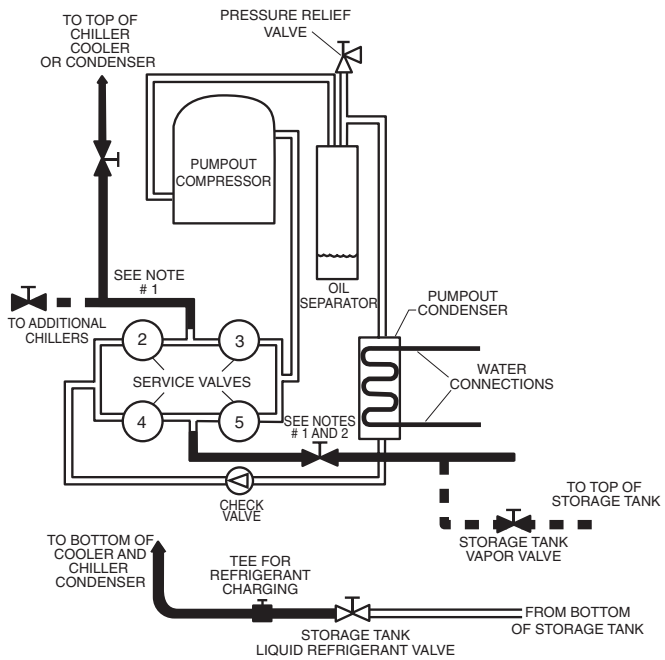 TO TOP OF
CHILLER
COOLER
OR CONDENSER
PRESSURE RELIEF
VALVE
PUMPOUT
COMPRESSOR
SEE NOTE
# 1
OIL
SEPARATOR
PUMPOUT
CONDENSER
TO ADDITIONAL
CHILLERS
2
3
SERVICE VALVES
WATER
CONNECTIONS
4
5
SEE NOTES
# 1 AND 2
CHECK
VALVE
TO TOP OF
STORAGE TANK
STORAGE TANK
VAPOR VALVE
TO BOTTOM OF
COOLER AND
CHILLER
CONDENSER
TEE FOR
REFRIGERANT
CHARGING
FROM BOTTOM
OF STORAGE TANK
STORAGE TANK
LIQUID REFRIGERANT VALVE